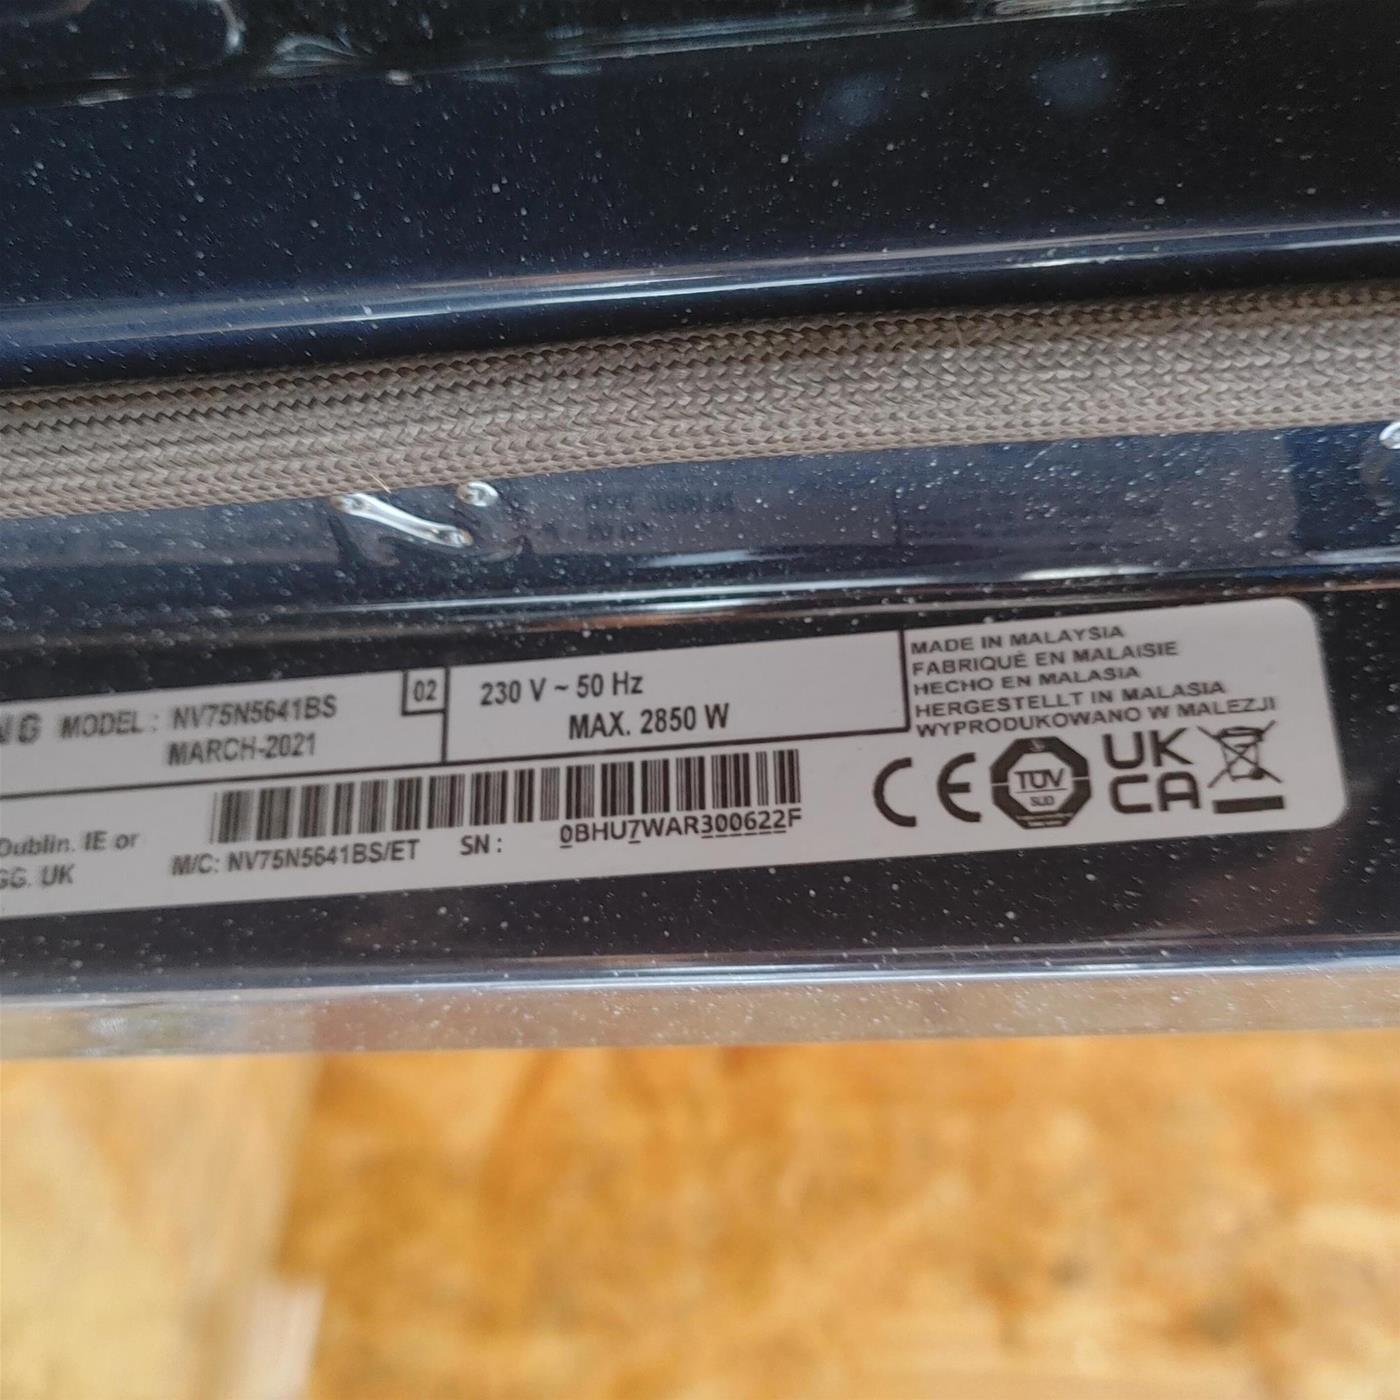 NG MODEL : NV75N5641BS
MARCH-2021
02
230 V ~ 50 Hz
MAX. 2850 W
MADE IN MALAYSIA
FABRIQUÉ EN MALAISIE
HECHO EN MALASIA
HERGESTELLT IN MALASIA
WYPRODUKOWANO W MALEZJI
Dublin. IE or
GG. UK
M/C: NV75N5641BS/ET SN : 0BHU7WAR300622F
CE
TÜV
SÜD
UK
CA